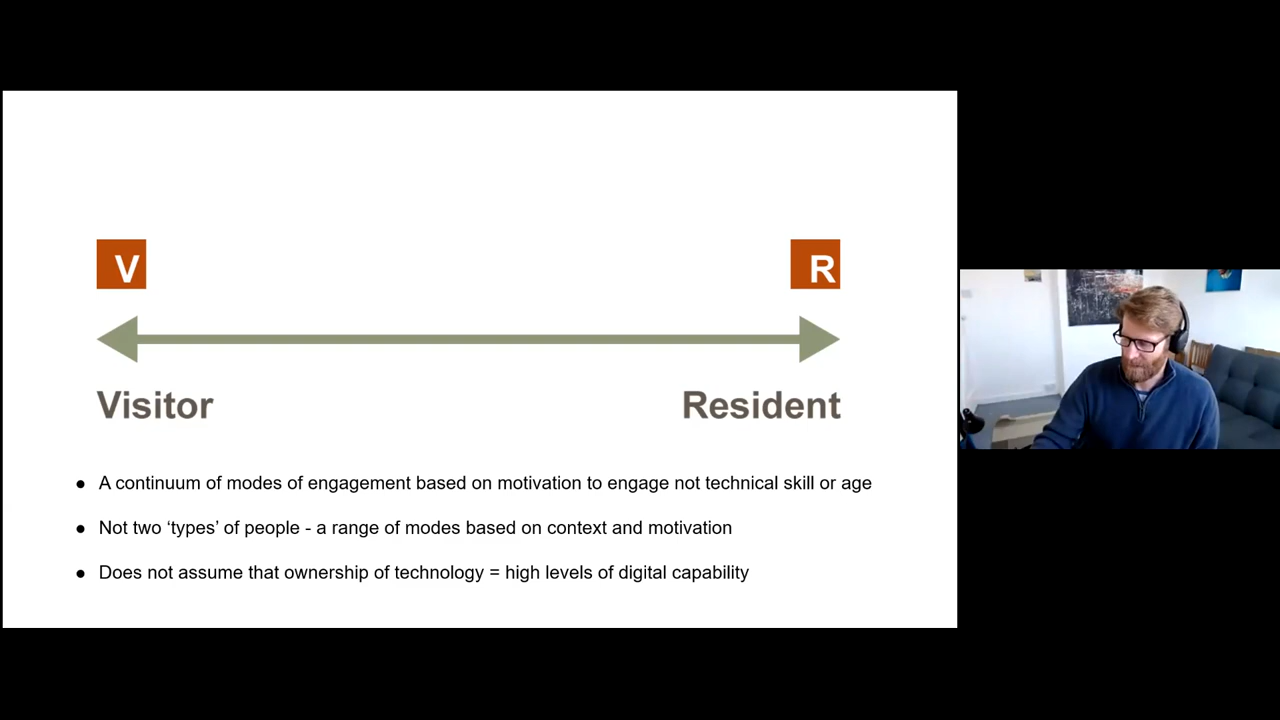 V
R
Visitor
Resident
● A continuum of modes of engagement based on motivation to engage not technical skill or age
● Not two ‘types’ of people - a range of modes based on context and motivation
● Does not assume that ownership of technology = high levels of digital capability